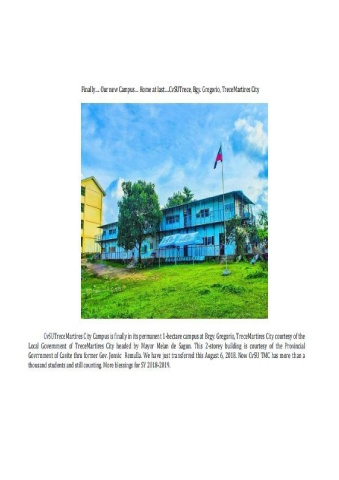 Finally... Our new Campus... Home at last...CvSUTrece, Bgy. Gregorio, TreceMartires City
CvSUTreceMartires City Campus is finally in its permanent 1-hectare campus at Brgy. Gregorio, TreceMartires City courtesy of the
Local Government of TreceMartires City headed by Mayor Melan de Sagun. This 2-storey building is courtesy of the Provincial
Government of Cavite thru former Gov. Jonvic Remulla. We have just transferred this August 6, 2018. Now CvSU TMC has more than a
thousand students and still counting. More blessings for SY 2018-2019.